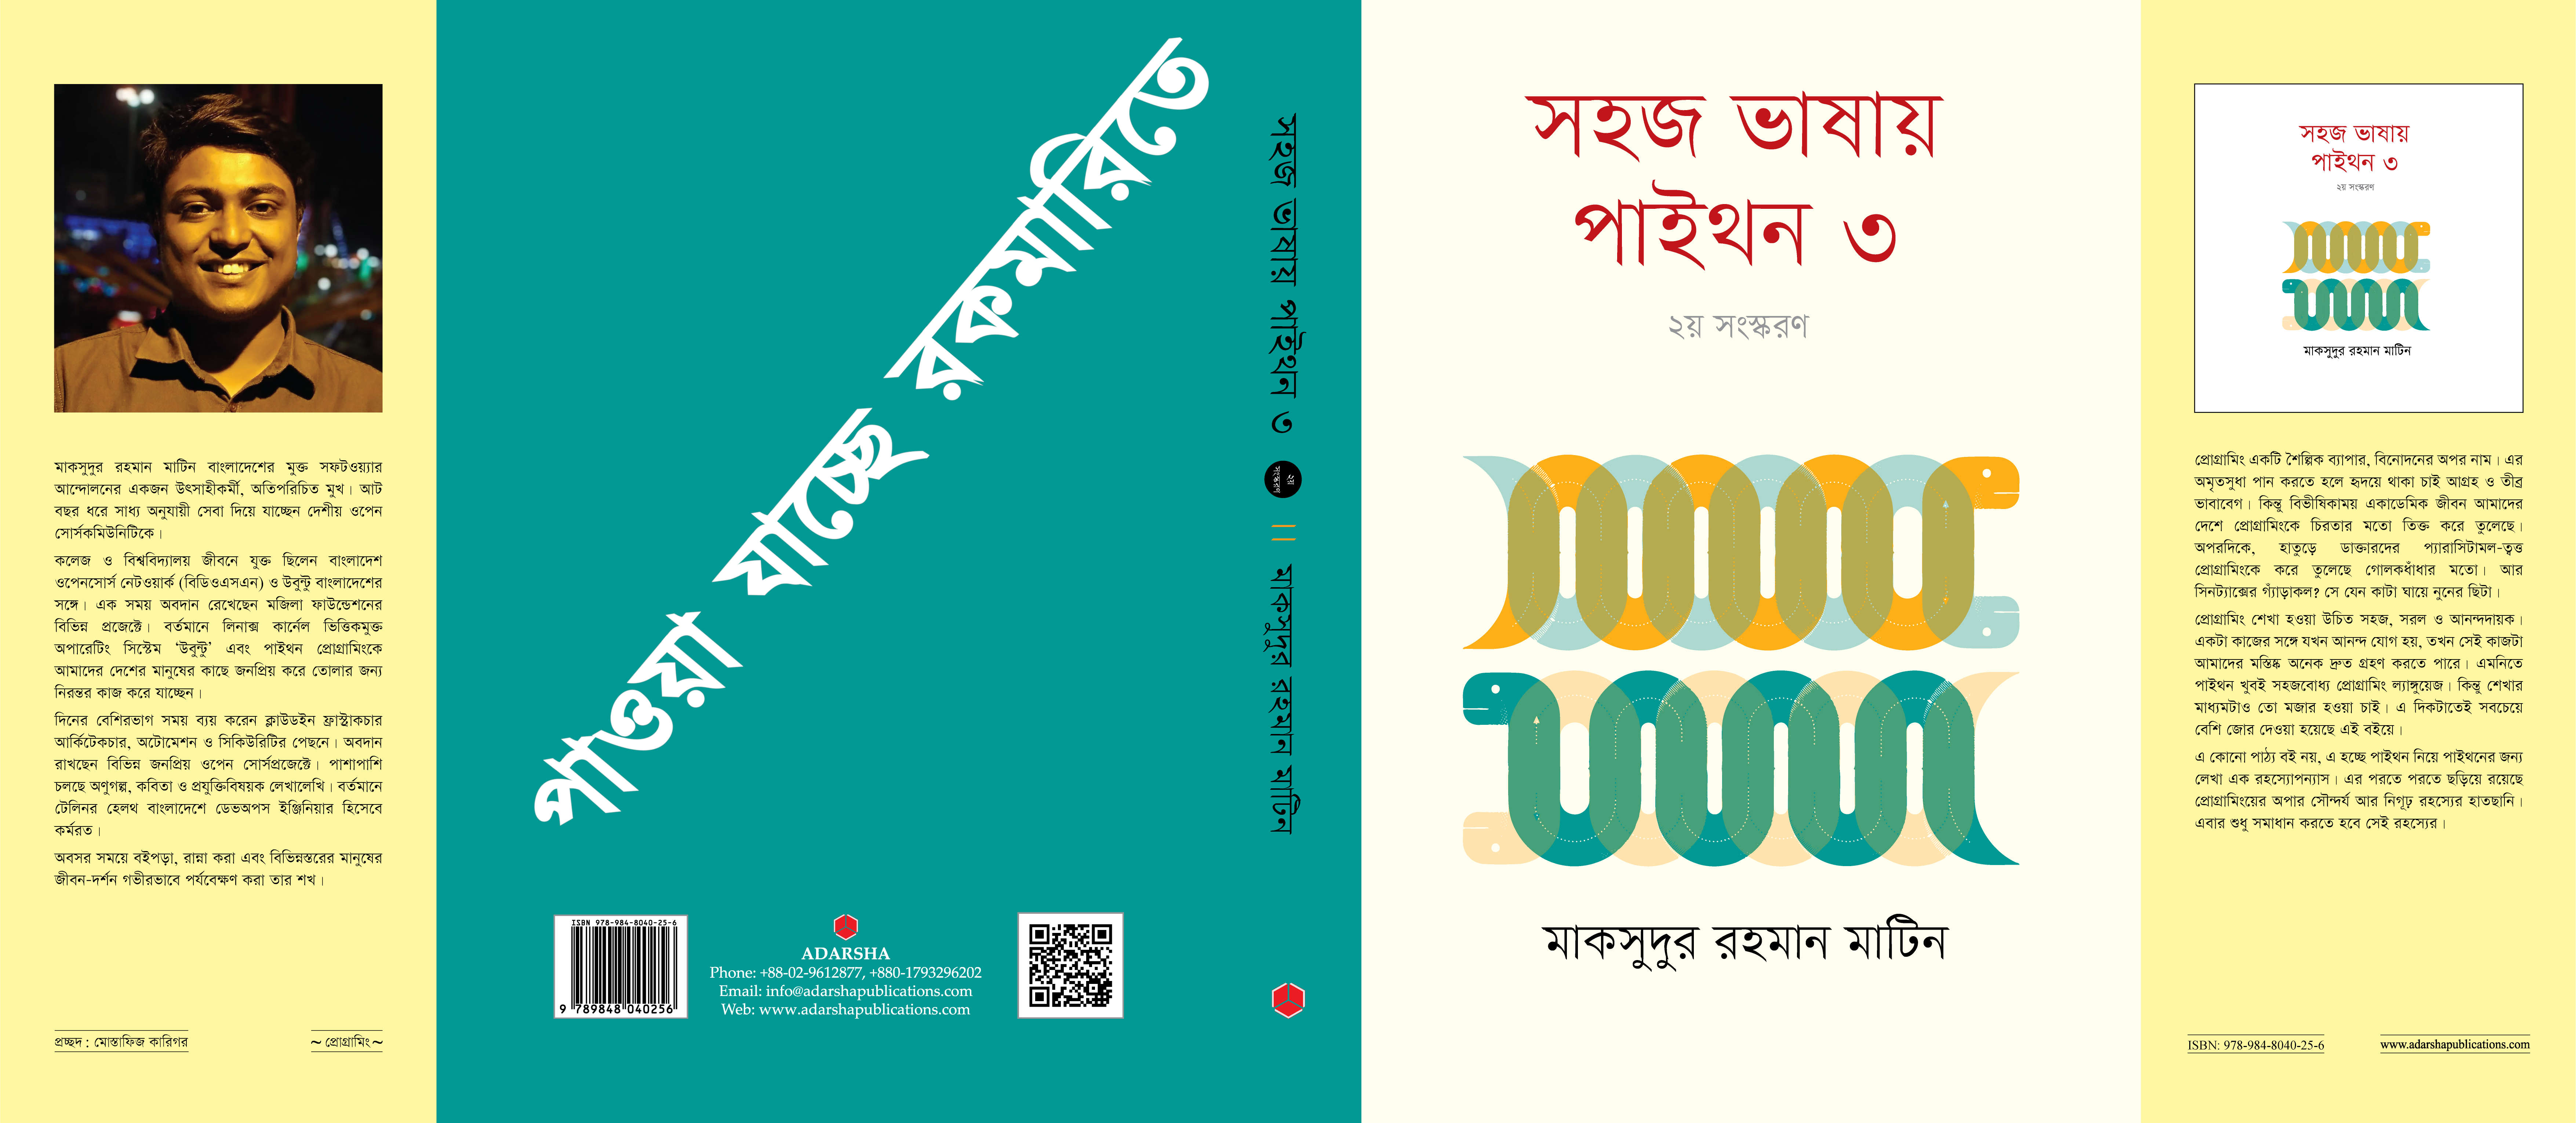 মাকসুদুর রহমান মাটিন বাংলাদেশের মুক্ত সফটওয়্যার
আন্দোলনের একজন উৎসাহীকর্মী, অতিপরিচিত মুখ। আট
বছর ধরে সাধ্য অনুযায়ী সেবা দিয়ে যাচ্ছেন দেশীয় ওপেন
সোর্সকমিউনিটিকে।
কলেজ ও বিশ্ববিদ্যালয় জীবনে যুক্ত ছিলেন বাংলাদেশ
ওপেনসোর্স নেটওয়ার্ক (বিডিওএসএন) ও উবুন্টু বাংলাদেশের
সঙ্গে। এক সময় অবদান রেখেছেন মজিলা ফাউন্ডেশনের
বিভিন্ন প্রজেক্টে। বর্তমানে লিনাক্স কার্নেল ভিত্তিকমুক্ত
অপারেটিং সিস্টেম ‘উবুন্টু’ এবং পাইথন প্রোগ্রামিংকে
আমাদের দেশের মানুষের কাছে জনপ্রিয় করে তোলার জন্য
নিরন্তর কাজ করে যাচ্ছেন।
দিনের বেশিরভাগ সময় ব্যয় করেন ক্লাউডইন ফ্রাস্ট্রাকচার
আর্কিটেকচার, অটোমেশন ও সিকিউরিটির পেছনে। অবদান
রাখছেন বিভিন্ন জনপ্রিয় ওপেন সোর্সপ্রজেক্টে। পাশাপাশি
চলছে অণুগল্প, কবিতা ও প্রযুক্তিবিষয়ক লেখালেখি। বর্তমানে
টেলিনর হেলথ বাংলাদেশে ডেভঅপস ইঞ্জিনিয়ার হিসেবে
কর্মরত।
অবসর সময়ে বইপড়া, রান্না করা এবং বিভিন্নস্তরের মানুষের
জীবন-দর্শন গভীরভাবে পর্যবেক্ষণ করা তার শখ।
প্রচ্ছদ : মোস্তাফিজ কারিগর
~ প্রোগ্রামিং ~
পাওয়া যাচ্ছে রকমারিতে
ISBN 978-984-8040-25-6
9 789848 040256
ADARSHA
Phone: +88-02-9612877, +880-1793296202
Email: info@adarshapublications.com
Web: www.adarshapublications.com
সহজ ভাষায় পাইথন ৩
২য়
সংস্করণ
মাকসুদুর রহমান মাটিন
সহজ ভাষায়
পাইথন ৩
২য় সংস্করণ
মাকসুদুর রহমান মাটিন
সহজ ভাষায়
পাইথন ৩
২য় সংস্করণ
মাকসুদুর রহমান মাটিন
প্রোগ্রামিং একটি শৈল্পিক ব্যাপার, বিনোদনের অপর নাম। এর
অমৃতসুধা পান করতে হলে হৃদয়ে থাকা চাই আগ্রহ ও তীব্র
ভাবাবেগ। কিন্তু বিভীষিকাময় একাডেমিক জীবন আমাদের
দেশে প্রোগ্রামিংকে চিরতার মতো তিক্ত করে তুলেছে।
অপরদিকে, হাতুড়ে ডাক্তারদের প্যারাসিটামল-তত্ত্ব
প্রোগ্রামিংকে করে তুলেছে গোলকধাঁধার মতো। আর
সিনট্যাক্সের গ্যাঁড়াকল? সে যেন কাটা ঘায়ে নুনের ছিটা।
প্রোগ্রামিং শেখা হওয়া উচিত সহজ, সরল ও আনন্দদায়ক।
একটা কাজের সঙ্গে যখন আনন্দ যোগ হয়, তখন সেই কাজটা
আমাদের মস্তিষ্ক অনেক দ্রুত গ্রহণ করতে পারে। এমনিতে
পাইথন খুবই সহজবোধ্য প্রোগ্রামিং ল্যাঙ্গুয়েজ। কিন্তু শেখার
মাধ্যমটাও তো মজার হওয়া চাই। এ দিকটাতেই সবচেয়ে
বেশি জোর দেওয়া হয়েছে এই বইয়ে।
এ কোনো পাঠ্য বই নয়, এ হচ্ছে পাইথন নিয়ে পাইথনের জন্য
লেখা এক রহস্যোপন্যাস। এর পরতে পরতে ছড়িয়ে রয়েছে
প্রোগ্রামিংয়ের অপার সৌন্দর্য আর নিগূঢ় রহস্যের হাতছানি।
এবার শুধু সমাধান করতে হবে সেই রহস্যের।
ISBN: 978-984-8040-25-6
www.adarshapublications.com